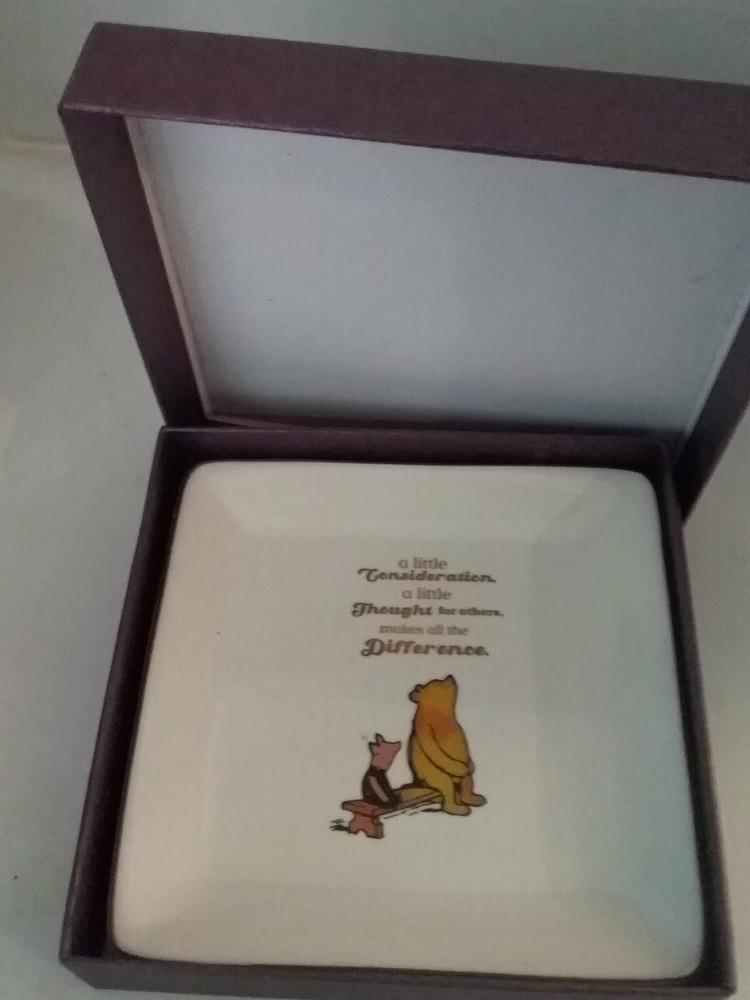 a little
Consideration,
a little
Thought for others,
makes all the
Difference.